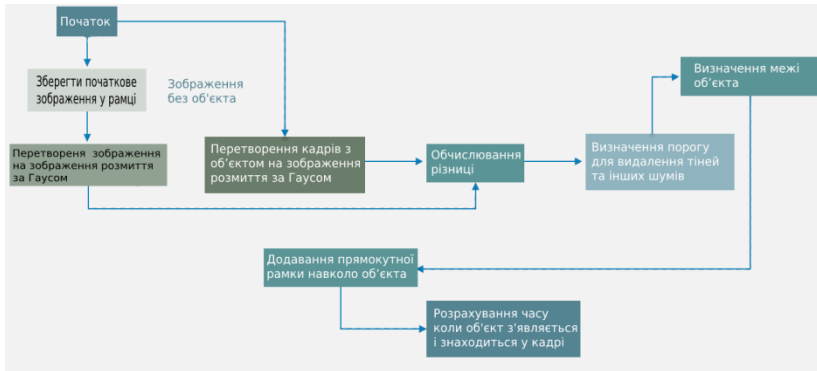 Початок
Зберегти початкове
зображення у рамці
Зображення
без об'єкта
Перетвореня зображення
на зображення розмиття
за Гаусом
Перетворення кадрів з
об'єктом на зображення
розмиття за Гаусом
Обчислювання
різниці
Визначення порогу
для видалення тіней
та інших шумів
Визначення межі
об'єкта
Додавання прямокутної
рамки навколо об'єкта
Розрахування часу
коли об'єкт з'являється
і знаходиться у кадрі